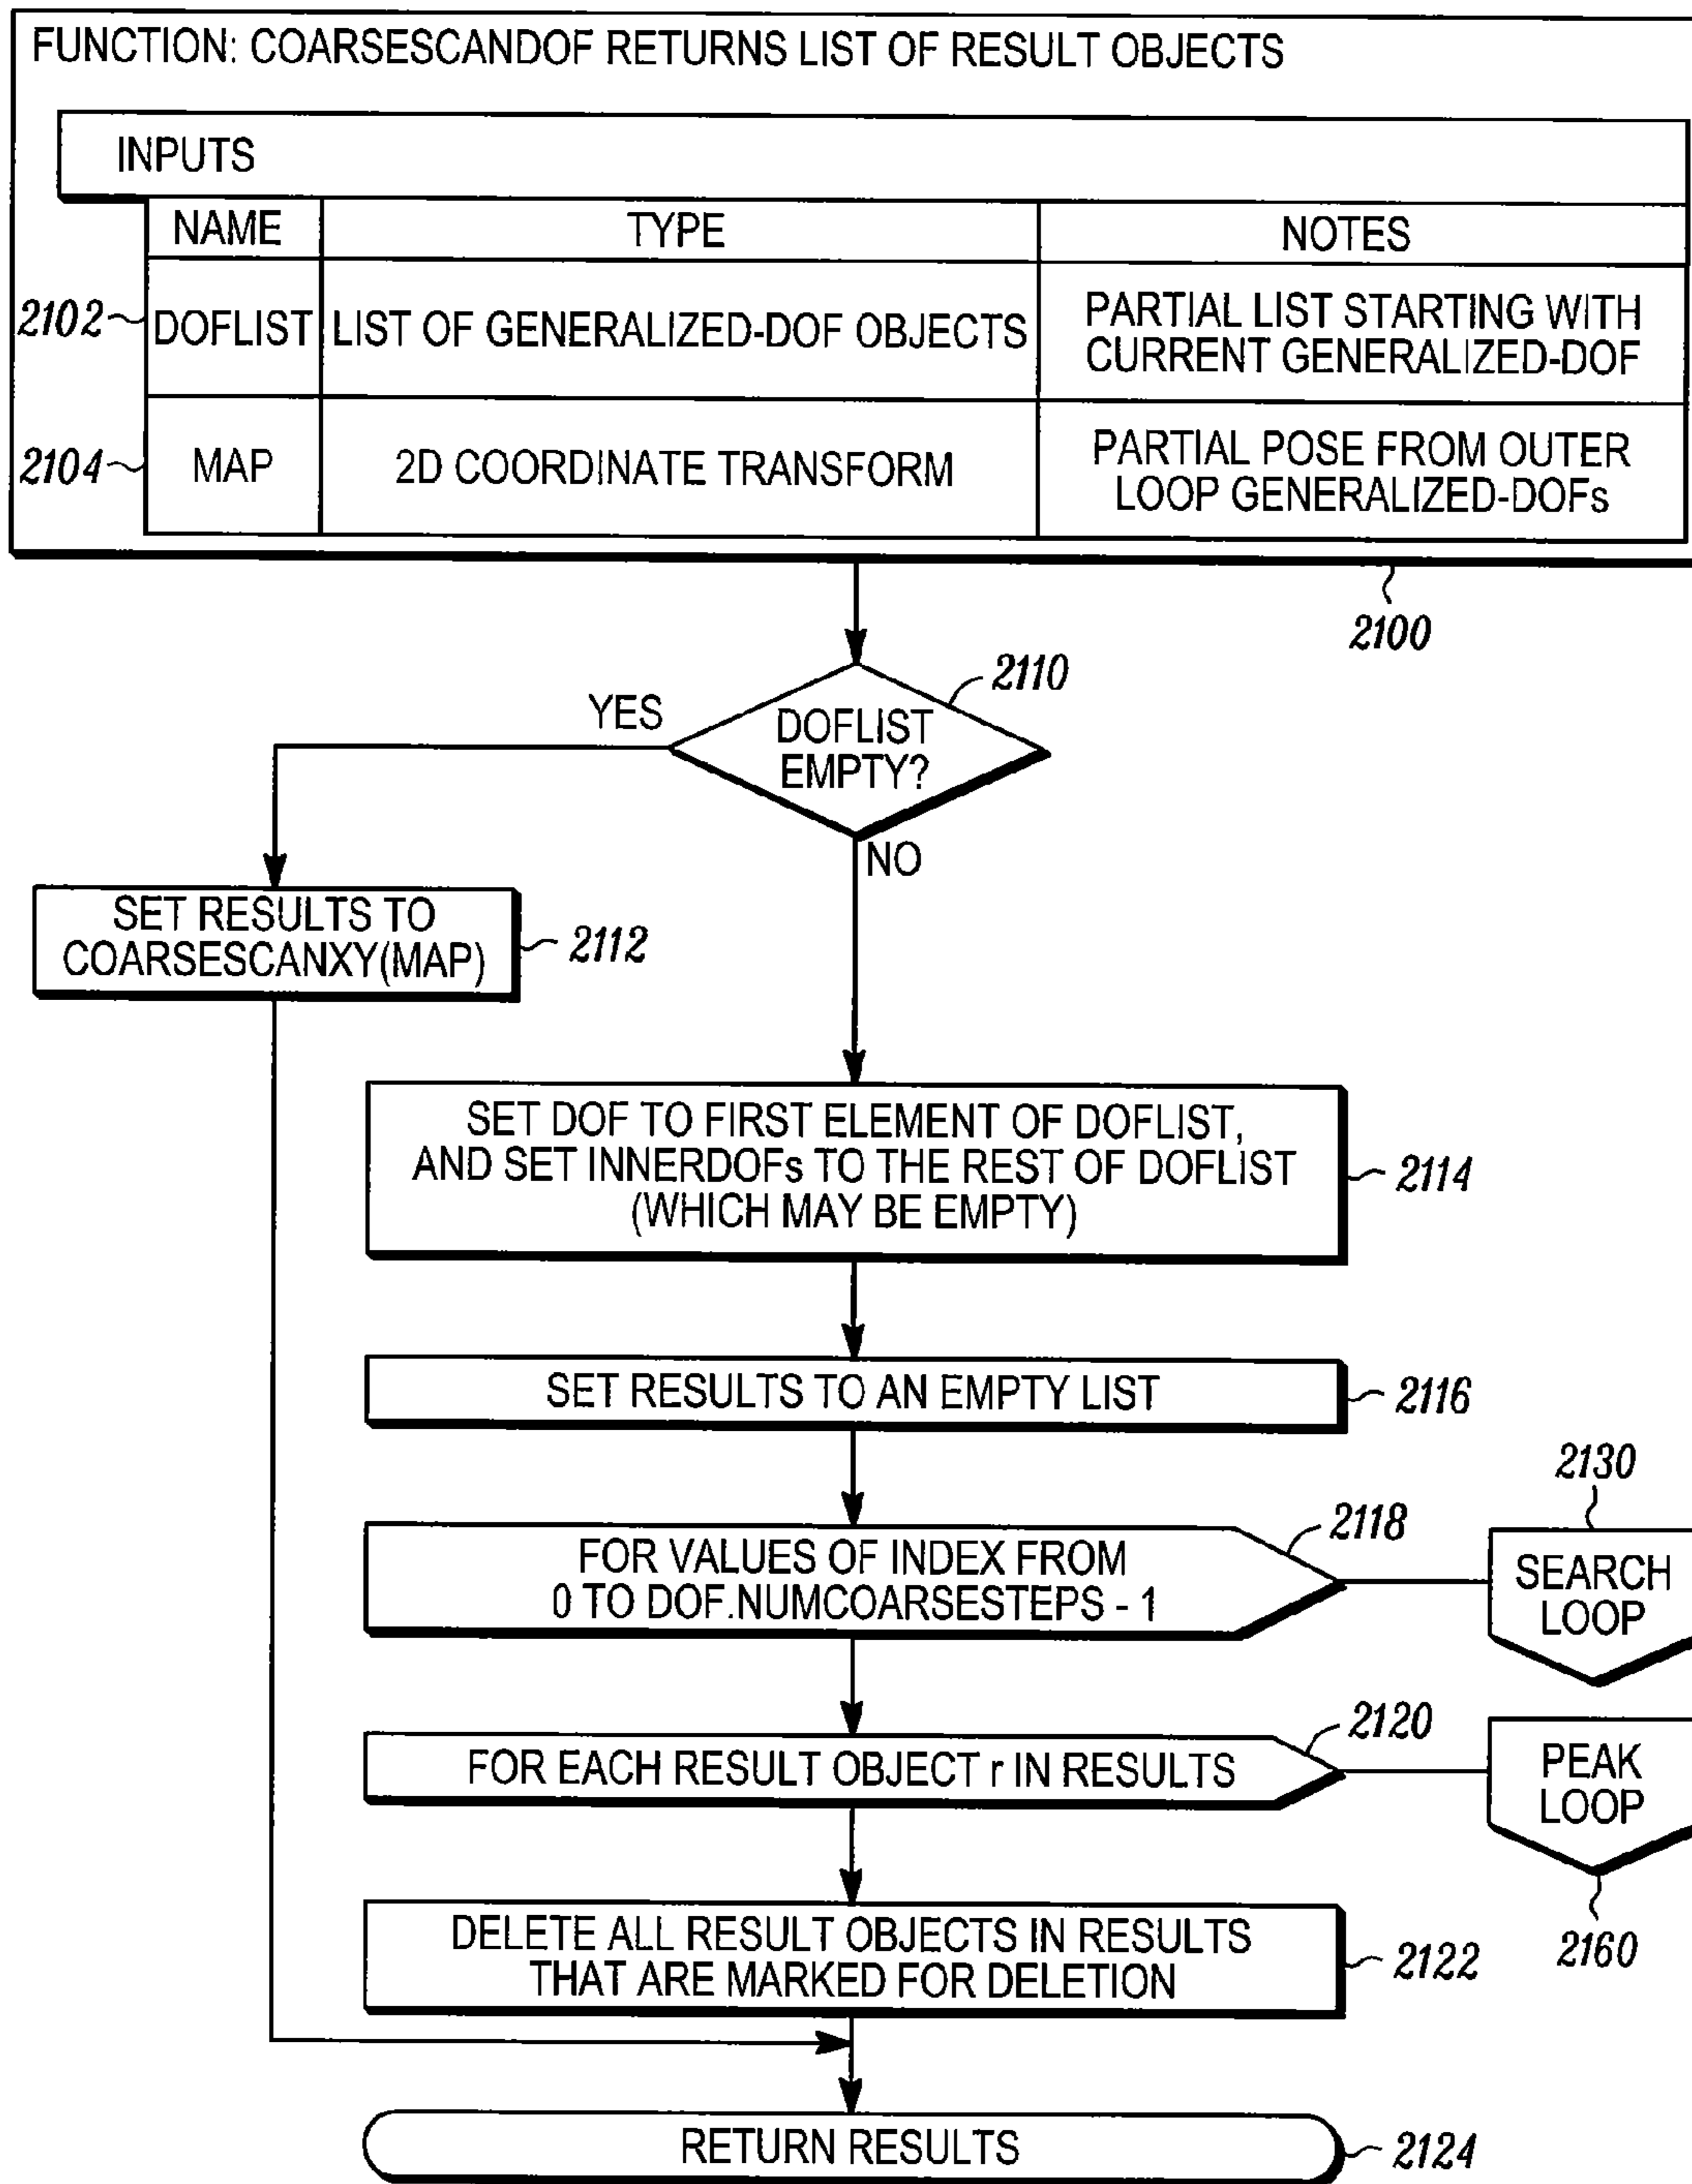 FUNCTION: COARSESCANDOF RETURNS LIST OF RESULT OBJECTS
INPUTS
NAME
TYPE
NOTES
2102
DOFLIST
LIST OF GENERALIZED-DOF OBJECTS
PARTIAL LIST STARTING WITH
CURRENT GENERALIZED-DOF
2104
MAP
2D COORDINATE TRANSFORM
PARTIAL POSE FROM OUTER
LOOP GENERALIZED-DOFs
2100
2110
YES
DOFLIST
EMPTY?
NO
SET RESULTS TO
COARSESCANXY(MAP)
2112
SET DOF TO FIRST ELEMENT OF DOFLIST,
AND SET INNERDOFs TO THE REST OF DOFLIST
(WHICH MAY BE EMPTY)
2114
SET RESULTS TO AN EMPTY LIST
2116
FOR VALUES OF INDEX FROM
0 TO DOF.NUMCOARSESTEPS - 1
2118
2130
SEARCH
LOOP
FOR EACH RESULT OBJECT r IN RESULTS
2120
PEAK
LOOP
2160
DELETE ALL RESULT OBJECTS IN RESULTS
THAT ARE MARKED FOR DELETION
2122
RETURN RESULTS
2124